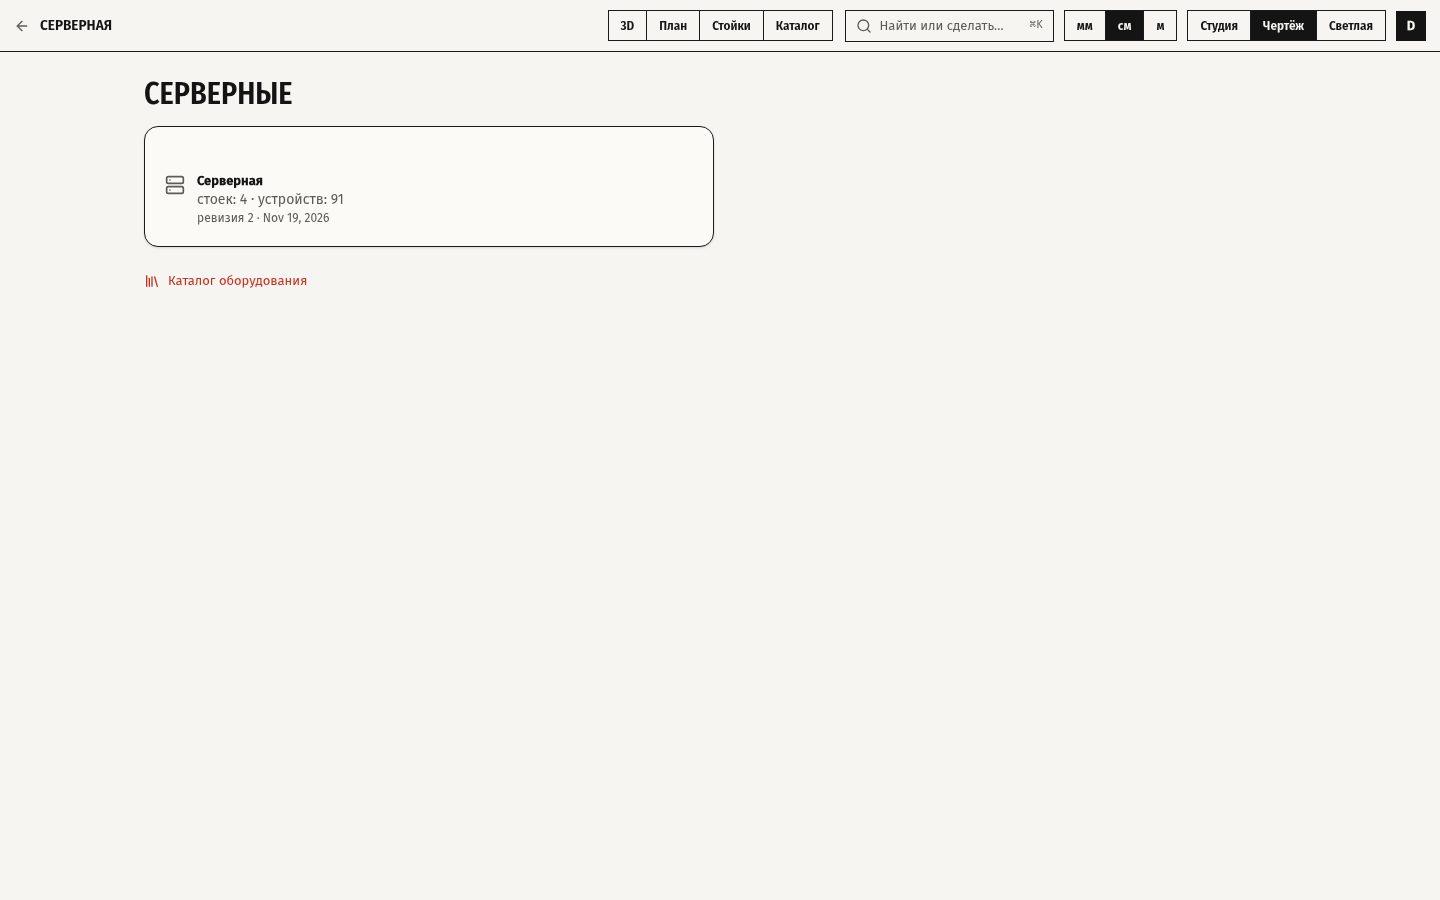 СЕРВЕРНАЯ
3D План Стойки Каталог Найти или сделать... ⌘K мм см м Студия Чертёж Светлая D
СЕРВЕРНЫЕ
Серверная
стоек: 4 · устройств: 91
ревизия 2 · Nov 19, 2026
Каталог оборудования